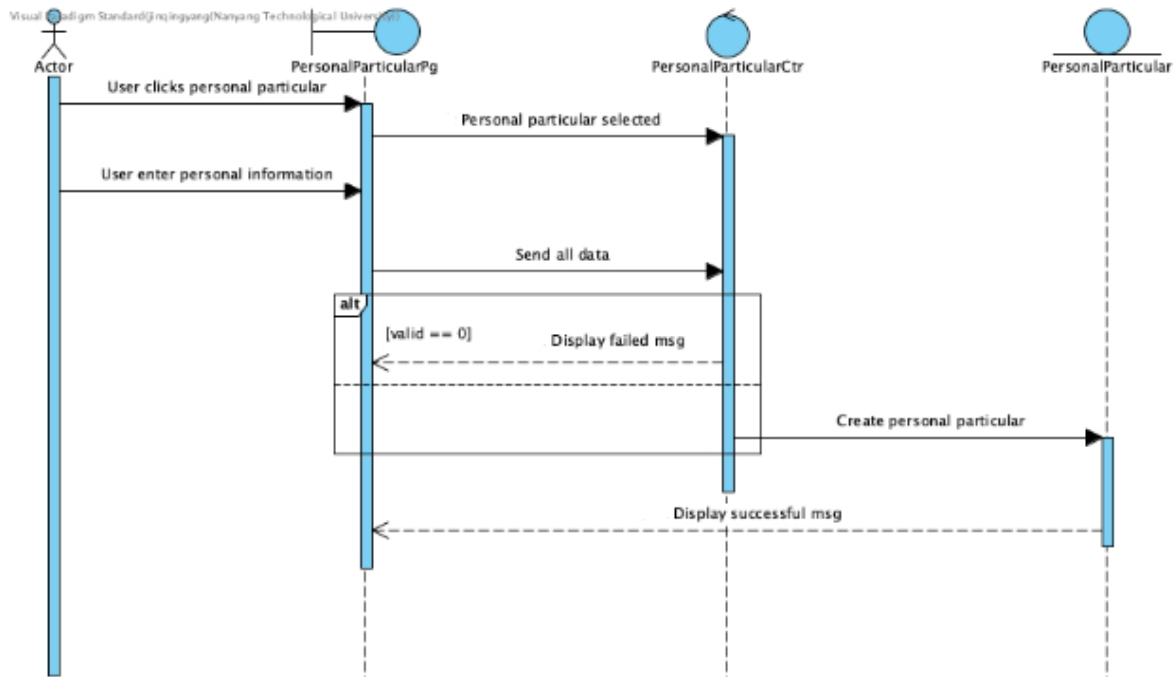 Visual Paradigm Standard(jinqingyang(Nanyang Technological University))
Actor
PersonalParticularPg
PersonalParticularCtr
PersonalParticular
User clicks personal particular
Personal particular selected
User enter personal information
Send all data
alt
[valid == 0]
Display failed msg
Create personal particular
Display successful msg